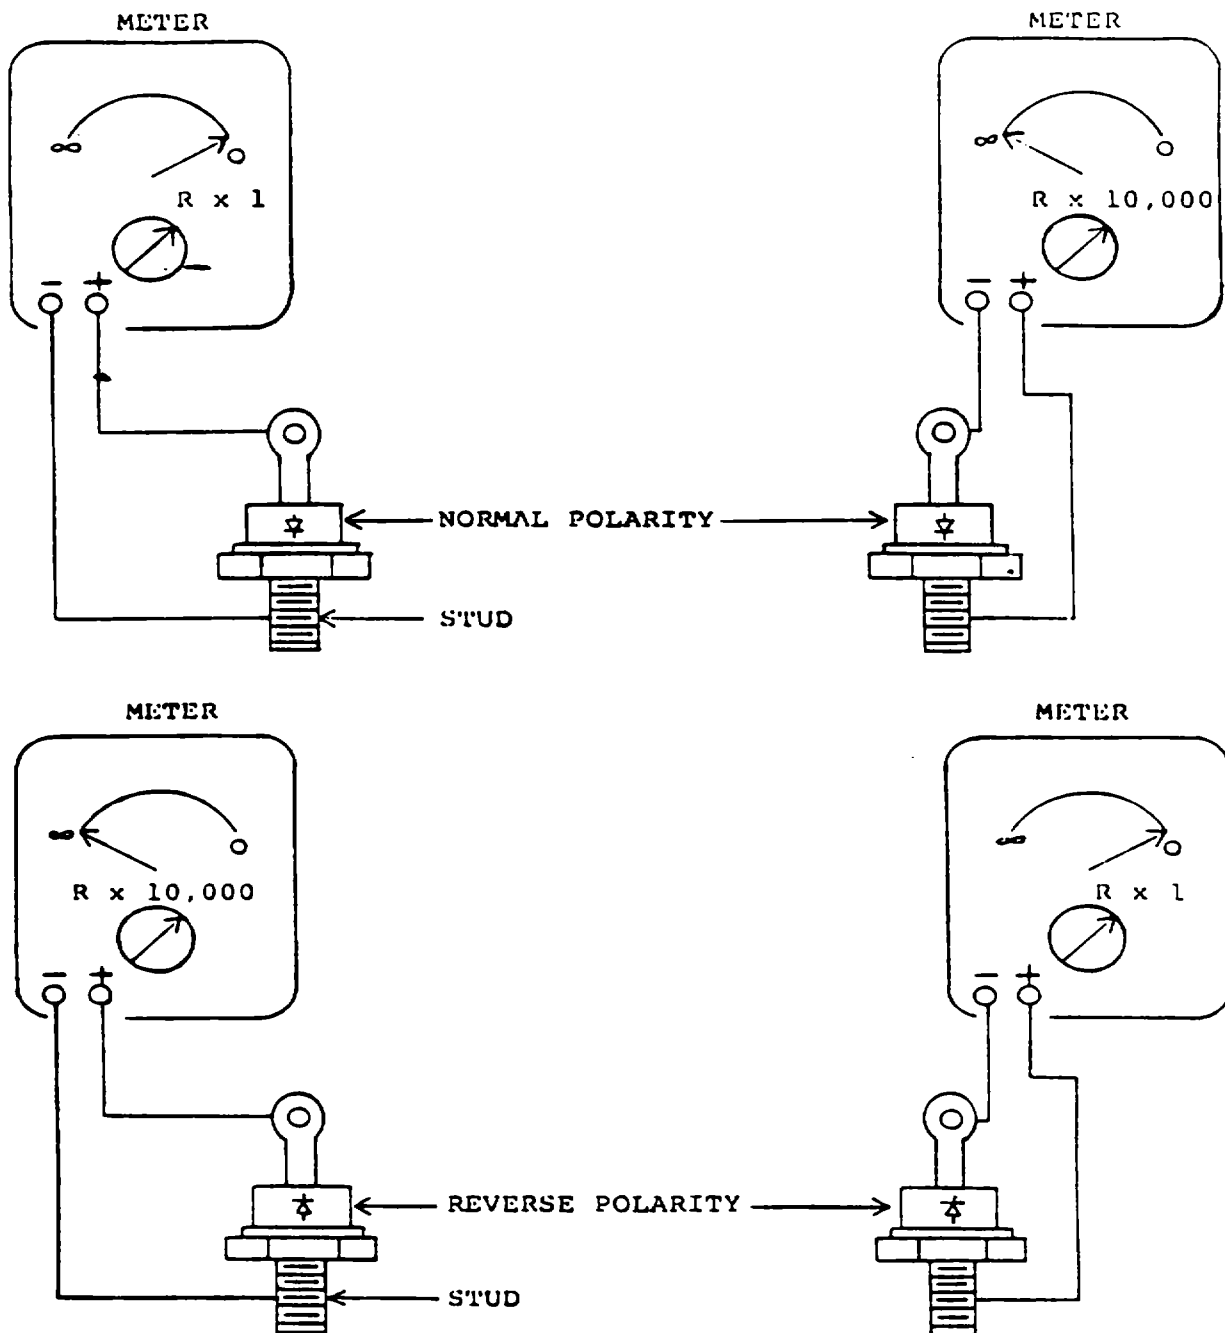 METER
METER
∞
O
R x 1
∞
O
R x 10,000
- +
- +
NORMAL POLARITY
STUD
METER
METER
∞
O
R x 10,000
∞
O
R x 1
- +
- +
REVERSE POLARITY
STUD